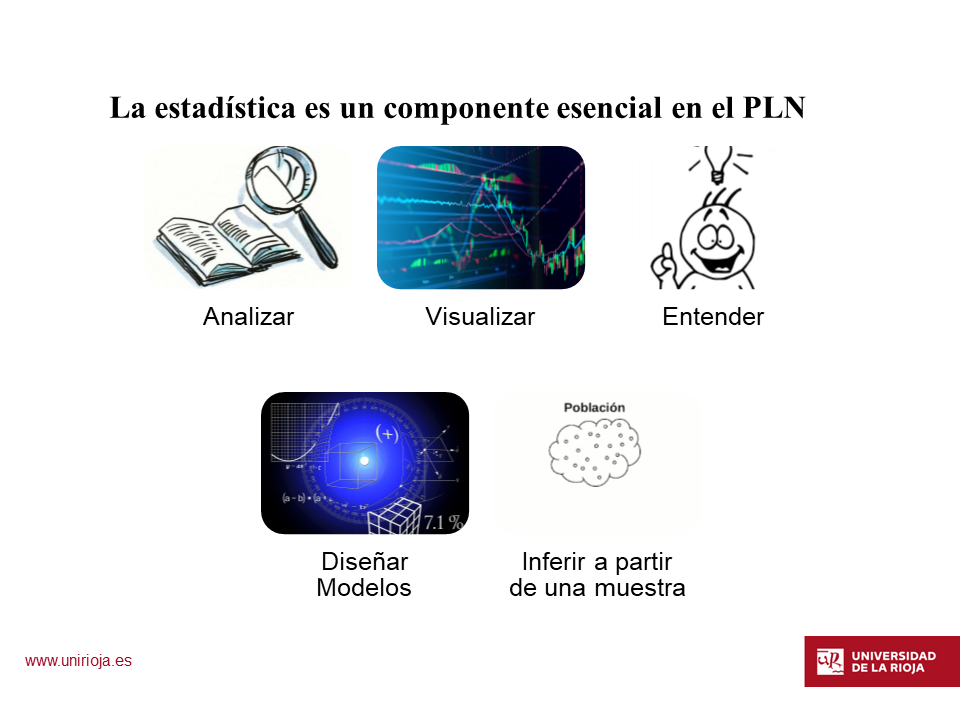 La estadística es un componente esencial en el PLN
Analizar
Visualizar
Entender
(+)
(a - b) • (a +
7.1 %
Población
Diseñar
Modelos
Inferir a partir
de una muestra
www.unirioja.es
UNIVERSIDAD
DE LA RIOJA